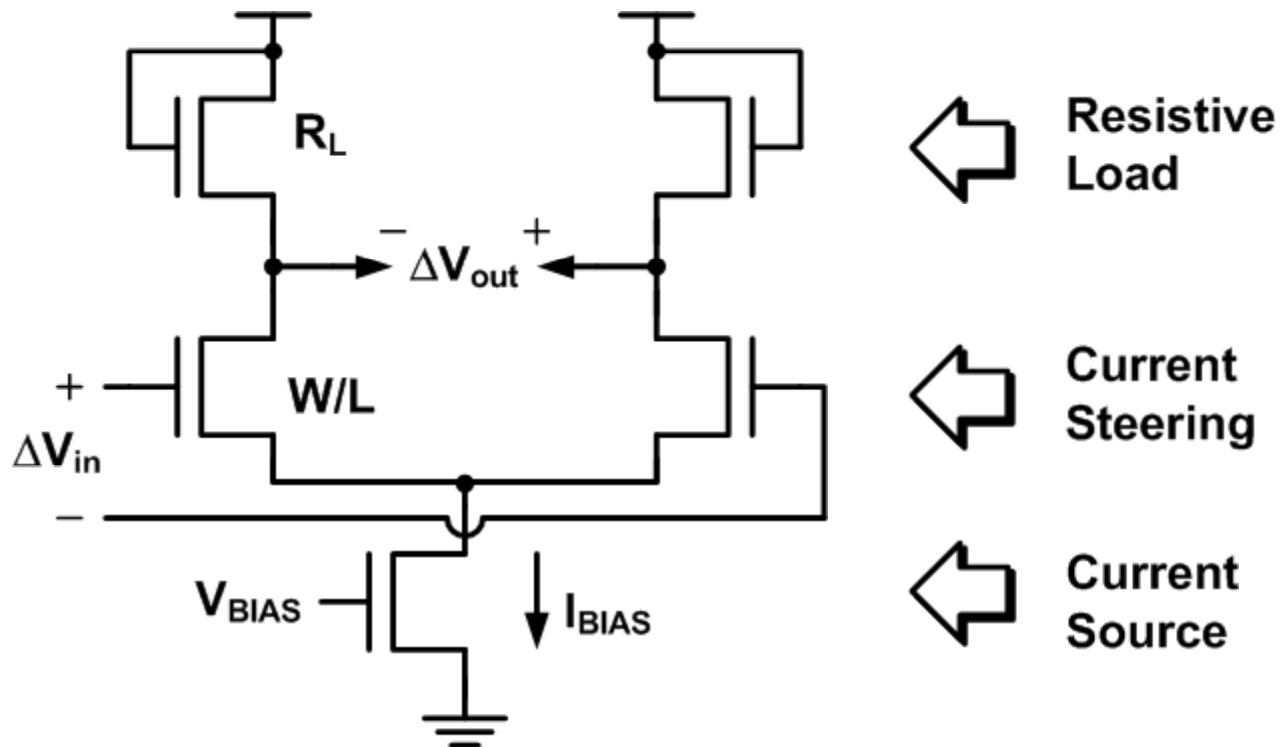 R_L
Resistive
Load
− ΔV_out +
+
ΔV_in
−
W/L
Current
Steering
V_BIAS
I_BIAS
Current
Source